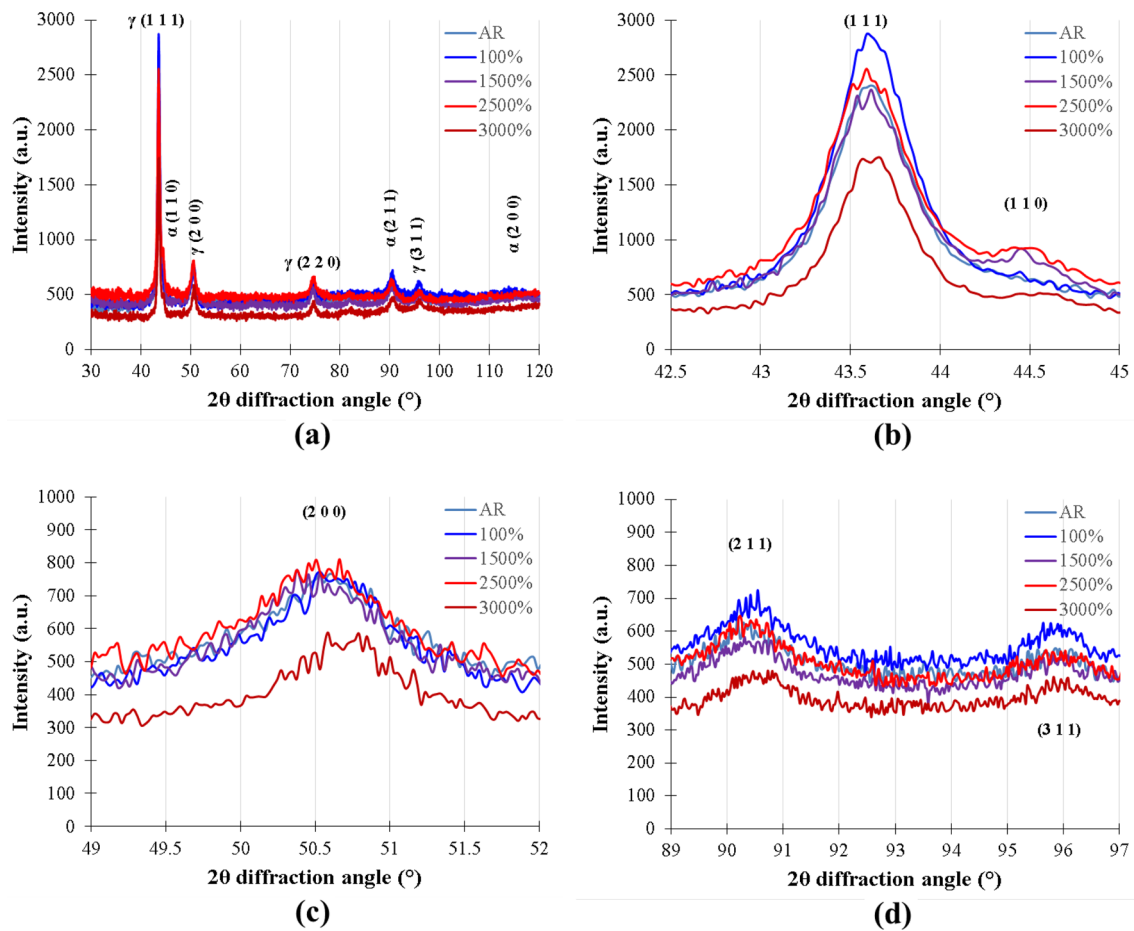 γ (1 1 1)
3000
2500
2000
1500
1000
500
0
Intensity (a.u.)
AR
100%
1500%
2500%
3000%
α (1 1 0)
γ (2 0 0)
γ (2 2 0)
α (2 1 1)
γ (3 1 1)
α (2 0 0)
30 40 50 60 70 80 90 100 110 120
2θ diffraction angle (°)
(a)
(1 1 1)
3000
2500
2000
1500
1000
500
0
Intensity (a.u.)
AR
100%
1500%
2500%
3000%
(1 1 0)
42.5 43 43.5 44 44.5 45
2θ diffraction angle (°)
(b)
1000
900
800
700
600
500
400
300
200
100
0
Intensity (a.u.)
(2 0 0)
AR
100%
1500%
2500%
3000%
49 49.5 50 50.5 51 51.5 52
2θ diffraction angle (°)
(c)
1000
900
800
700
600
500
400
300
200
100
0
Intensity (a.u.)
(2 1 1)
AR
100%
1500%
2500%
3000%
(3 1 1)
89 90 91 92 93 94 95 96 97
2θ diffraction angle (°)
(d)